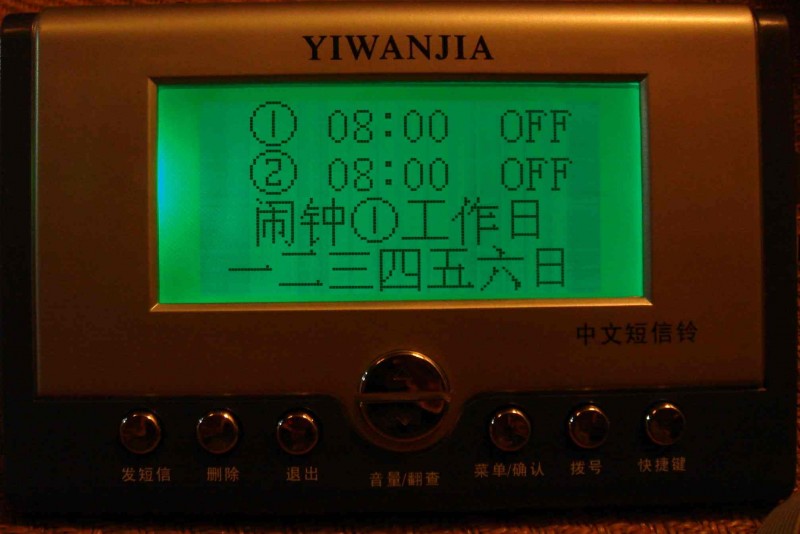 YIWANJIA
① 08:00 OFF
② 08:00 OFF
闹钟①工作日
一二三四五六日
中文短信铃
发短信 删除 退出 音量/翻查 菜单/确认 拨号 快捷键